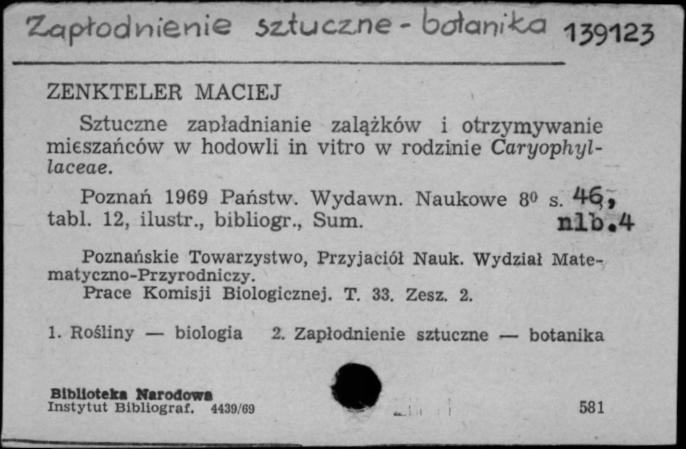 Zapłodnienie sztuczne - botanika 139123
ZENKTELER MACIEJ
Sztuczne zapładnianie zalążków i otrzymywanie
mieszańców w hodowli in vitro w rodzinie Caryophyl-
laceae.
Poznań 1969 Państw. Wydawn. Naukowe 8⁰ s. 46,
tabl. 12, ilustr., bibliogr., Sum. nlb.4
Poznańskie Towarzystwo, Przyjaciół Nauk. Wydział Mate-
matyczno-Przyrodniczy.
Prace Komisji Biologicznej. T. 33. Zesz. 2.
1. Rośliny — biologia 2. Zapłodnienie sztuczne — botanika
Biblioteka Narodowa
Instytut Bibliograf. 4439/69 581